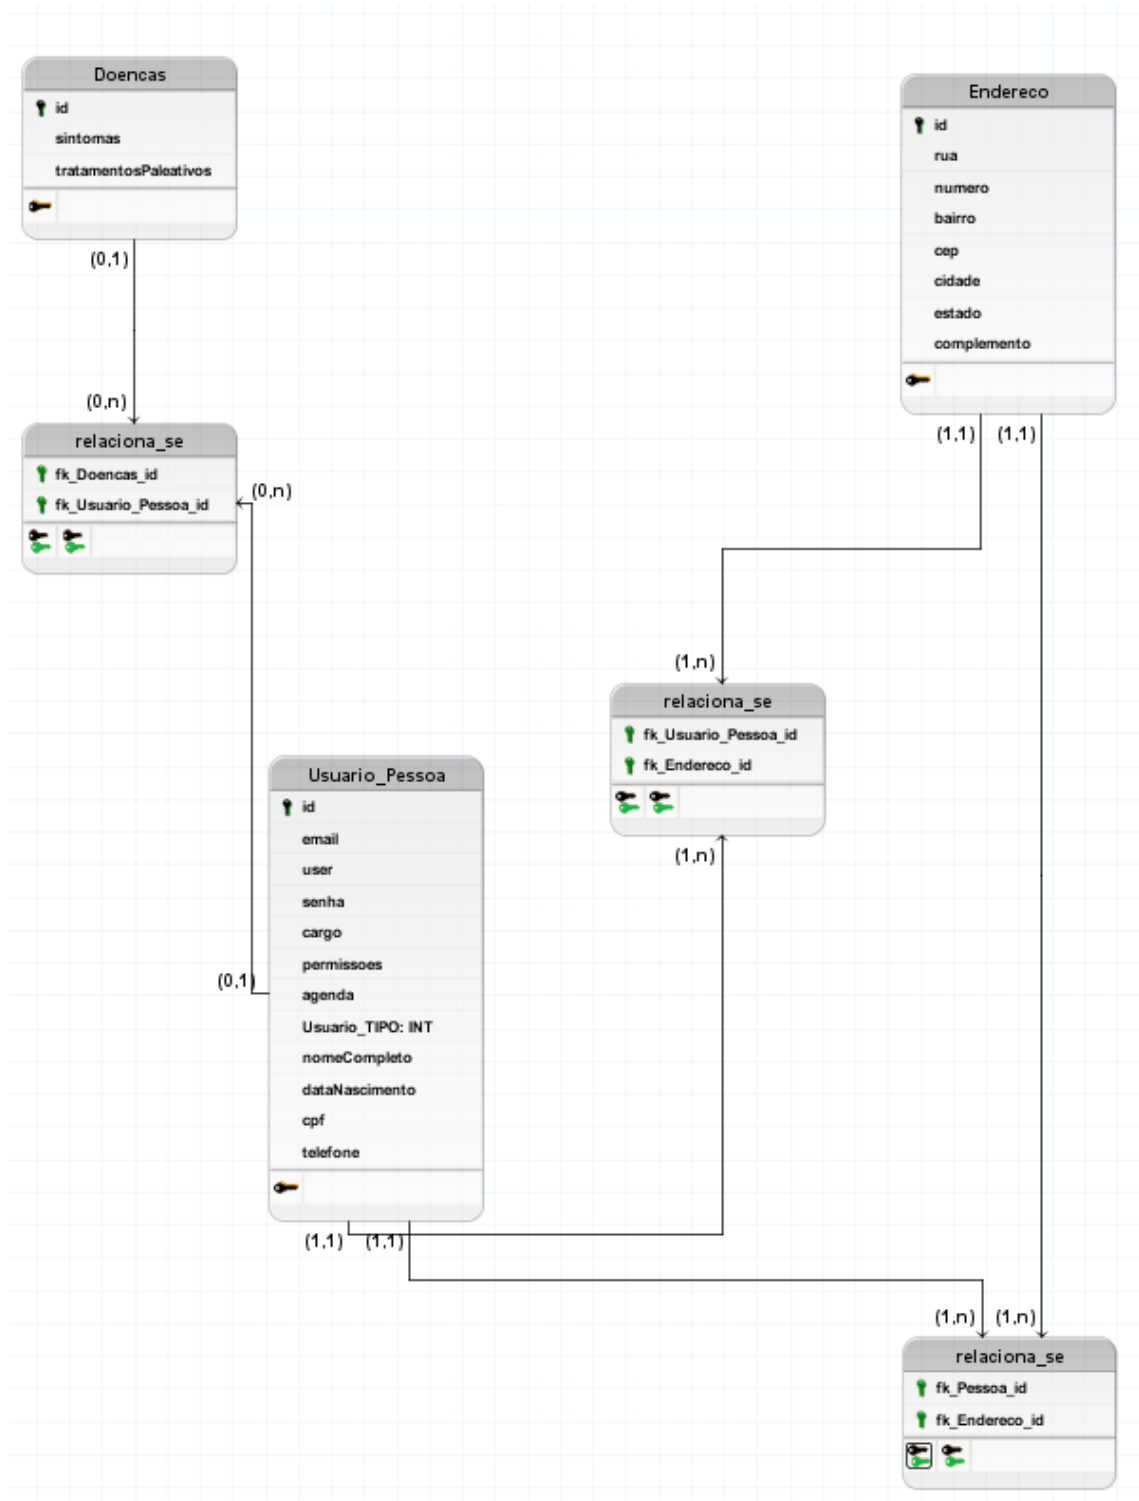 Doencas
id
sintomas
tratamentosPaleativos
(0,1)
(0,n)
relaciona_se
fk_Doencas_id
fk_Usuario_Pessoa_id
(0,n)
Endereco
id
rua
numero
bairro
cep
cidade
estado
complemento
(1,1) (1,1)
(1,n)
relaciona_se
fk_Usuario_Pessoa_id
fk_Endereco_id
(1,n)
Usuario_Pessoa
id
email
user
senha
cargo
permissoes
agenda
Usuario_TIPO: INT
nomeCompleto
dataNascimento
cpf
telefone
(0,1)
(1,1) (1,1)
(1,n) (1,n)
relaciona_se
fk_Pessoa_id
fk_Endereco_id